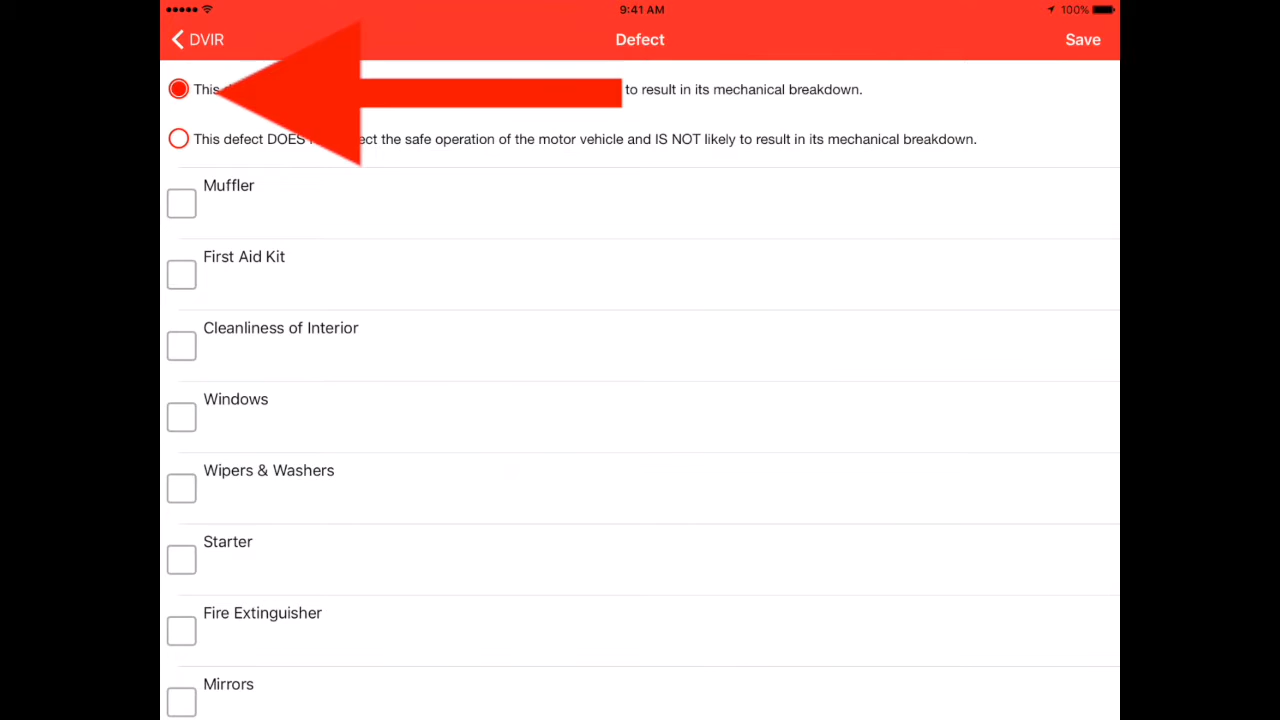 9:41 AM
100%
DVIR
Defect
Save
This to result in its mechanical breakdown.
This defect DOES the safe operation of the motor vehicle and IS NOT likely to result in its mechanical breakdown.
Muffler
First Aid Kit
Cleanliness of Interior
Windows
Wipers & Washers
Starter
Fire Extinguisher
Mirrors